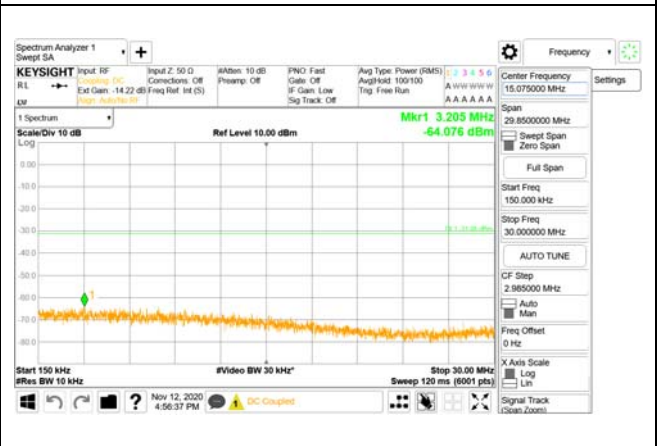 Spectrum Analyzer 1
Swept SA
+
Frequency
KEYSIGHT
RL
Input: RF
Coupling: DC
Ext Gain: -14.22 dB
Align: Auto/No RF
Input Z: 50 Ω
Corrections: Off
Freq Ref: Int (S)
#Atten: 10 dB
Preamp: Off
PNO: Fast
Gate: Off
IF Gain: Low
Sig Track: Off
Avg Type: Power (RMS)
Avg|Hold: 100/100
Trig: Free Run
1 2 3 4 5 6
A W W W W W
A A A A A A
1 Spectrum
Scale/Div 10 dB
Log
Ref Level 10.00 dBm
Mkr1 3.205 MHz
-64.076 dBm
0.00
-10.0
-20.0
-30.0
-40.0
-50.0
-60.0
-70.0
-80.0
1
Start 150 kHz
#Res BW 10 kHz
#Video BW 30 kHz*
Stop 30.00 MHz
Sweep 120 ms (6001 pts)
Nov 12, 2020
4:56:37 PM
DC Coupled
Settings
Center Frequency
15.075000 MHz
Span
29.8500000 MHz
Swept Span
Zero Span
Full Span
Start Freq
150.000 kHz
Stop Freq
30.000000 MHz
AUTO TUNE
CF Step
2.985000 MHz
Auto
Man
Freq Offset
0 Hz
X Axis Scale
Log
Lin
Signal Track
(Span Zoom)